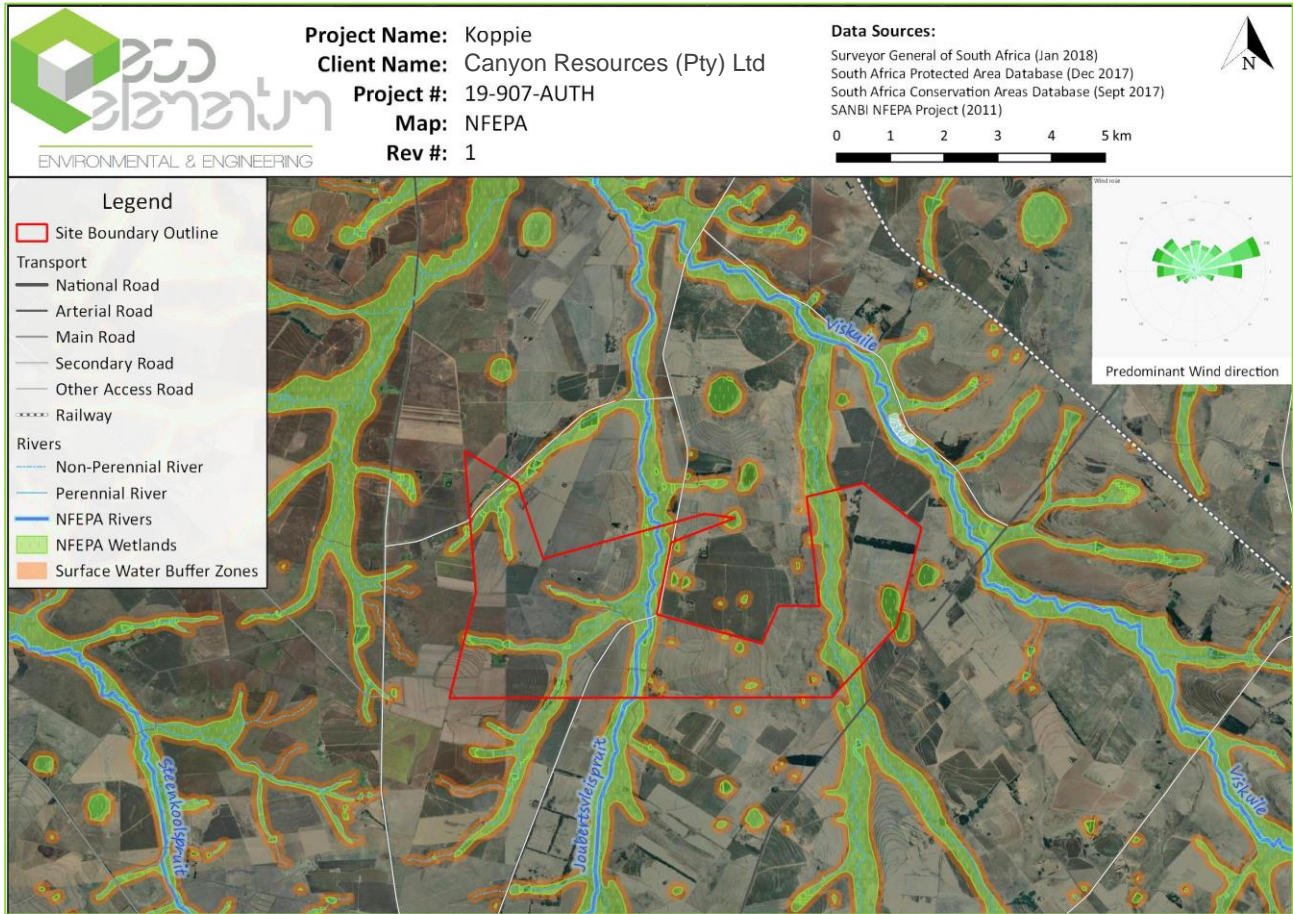 eco
elementum
ENVIRONMENTAL & ENGINEERING
Project Name: Koppie
Client Name: Canyon Resources (Pty) Ltd
Project #: 19-907-AUTH
Map: NFEPA
Rev #: 1
Data Sources:
Surveyor General of South Africa (Jan 2018)
South Africa Protected Area Database (Dec 2017)
South Africa Conservation Areas Database (Sept 2017)
SANBI NFEPA Project (2011)
0 1 2 3 4 5 km
N
Legend
Site Boundary Outline
Transport
National Road
Arterial Road
Main Road
Secondary Road
Other Access Road
Railway
Rivers
Non-Perennial River
Perennial River
NFEPA Rivers
NFEPA Wetlands
Surface Water Buffer Zones
Wind rose
Predominant Wind direction
Viskuile
Steenkoolspruit
Joubertsvleispruit
Viskuile